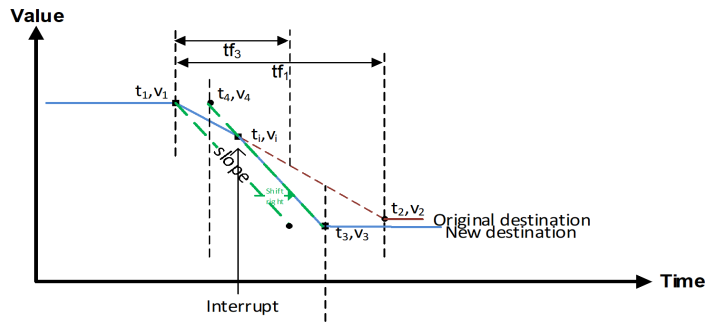 Value
tf3
tf1
t1,v1
t4,v4
ti,vi
slope
Shift
right
t2,v2
Original destination
New destination
t3,v3
Time
Interrupt